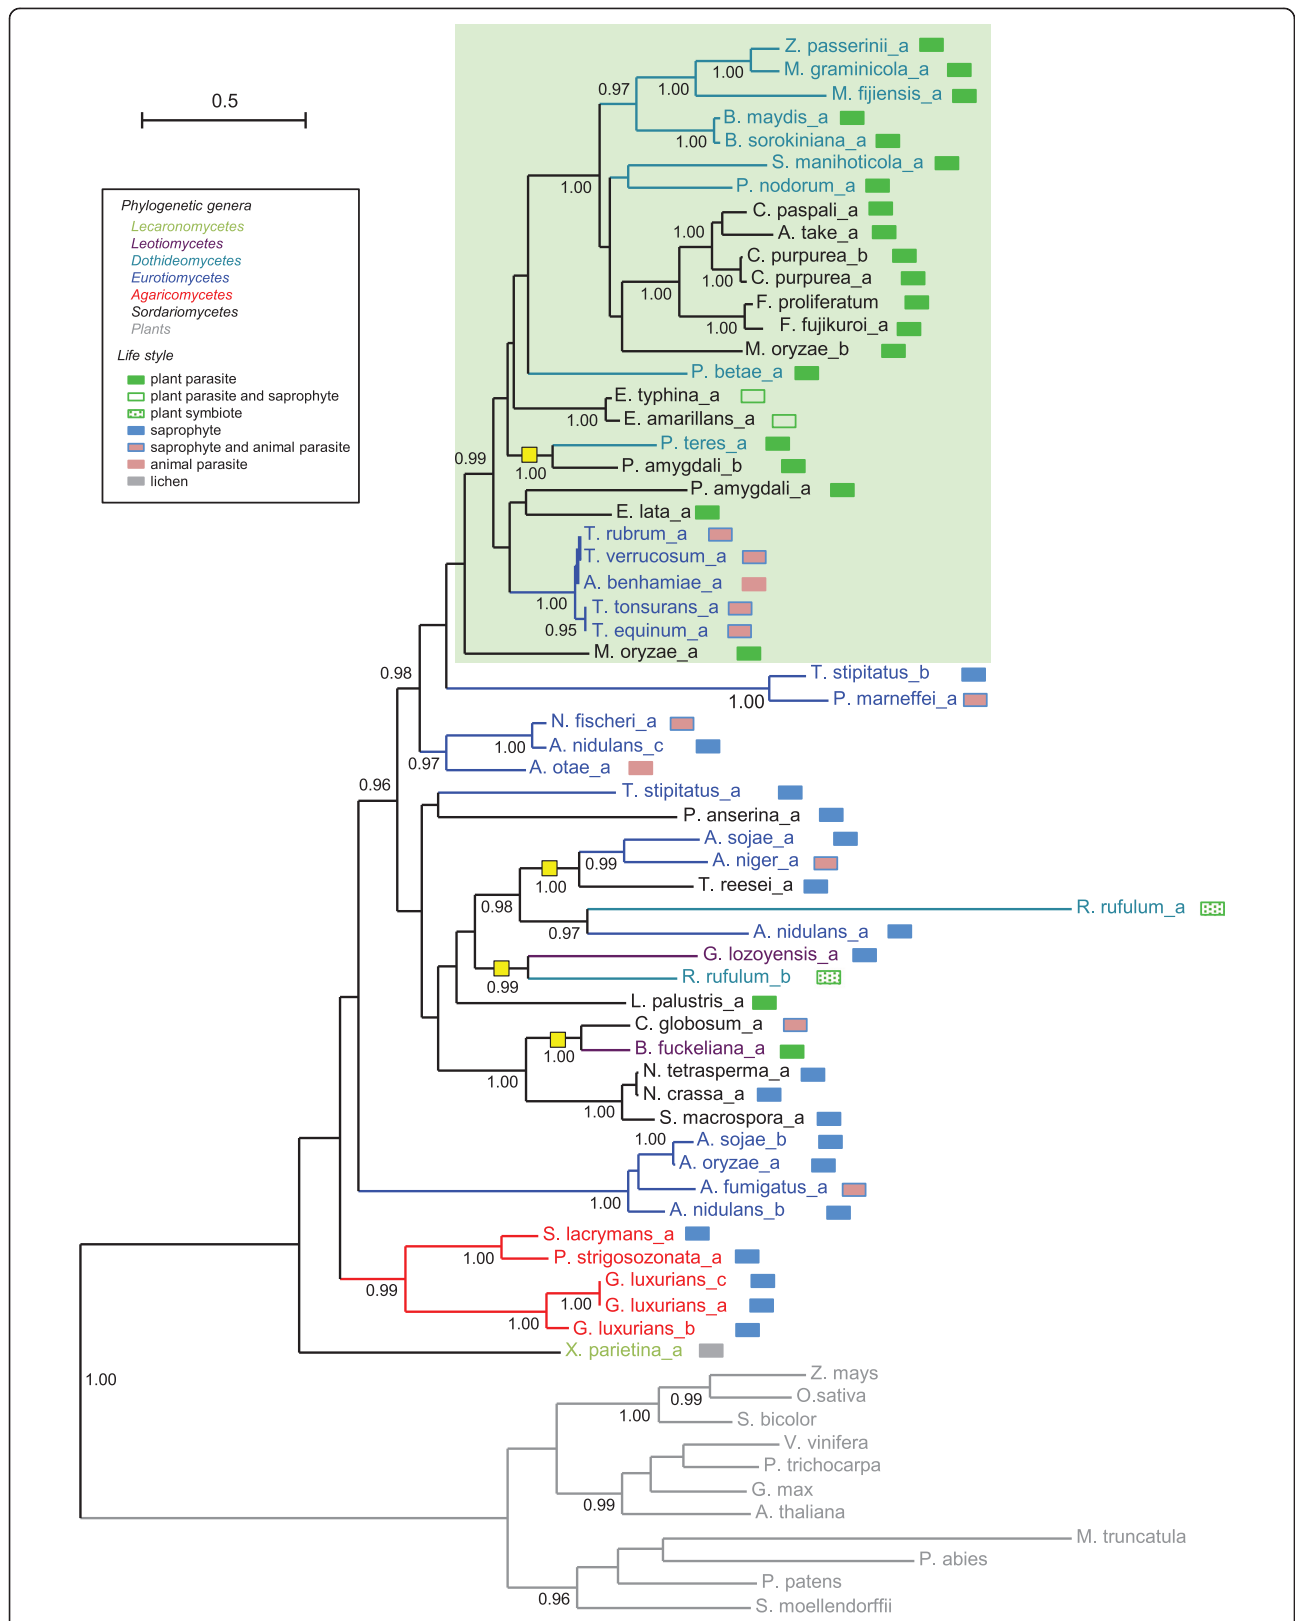 Z. passerinii_a
M. graminicola_a
1.00
0.97
1.00
M. fijiensis_a
0.5
B. maydis_a
1.00
B. sorokiniana_a
S. manihoticola_a
1.00
P. nodorum_a
Phylogenetic genera
Lecaronomycetes
Leotiomycetes
Dothideomycetes
Eurotiomycetes
Agaricomycetes
Sordariomycetes
Plants
Life style
plant parasite
plant parasite and saprophyte
plant symbiote
saprophyte
saprophyte and animal parasite
animal parasite
lichen
C. paspali_a
1.00
A. take_a
C. purpurea_b
1.00
C. purpurea_a
1.00
F. proliferatum
1.00
F. fujikuroi_a
M. oryzae_b
P. betae_a
E. typhina_a
1.00
E. amarillans_a
P. teres_a
0.99
1.00
P. amygdali_b
P. amygdali_a
E. lata_a
T. rubrum_a
T. verrucosum_a
A. benhamiae_a
1.00
T. tonsurans_a
0.95
T. equinum_a
M. oryzae_a
0.98
T. stipitatus_b
1.00
P. marneffei_a
N. fischeri_a
1.00
A. nidulans_c
0.97
A. otae_a
0.96
T. stipitatus_a
P. anserina_a
A. sojae_a
0.99
A. niger_a
1.00
T. reesei_a
0.98
R. rufulum_a
0.97
A. nidulans_a
G. lozoyensis_a
0.99
R. rufulum_b
L. palustris_a
C. globosum_a
1.00
B. fuckeliana_a
1.00
N. tetrasperma_a
N. crassa_a
1.00
S. macrospora_a
1.00
A. sojae_b
A. oryzae_a
A. fumigatus_a
1.00
A. nidulans_b
S. lacrymans_a
1.00
P. strigosozonata_a
0.99
G. luxurians_c
1.00
G. luxurians_a
1.00
G. luxurians_b
X. parietina_a
1.00
Z. mays
0.99
O.sativa
1.00
S. bicolor
V. vinifera
P. trichocarpa
G. max
0.99
A. thaliana
M. truncatula
P. abies
P. patens
0.96
S. moellendorffii